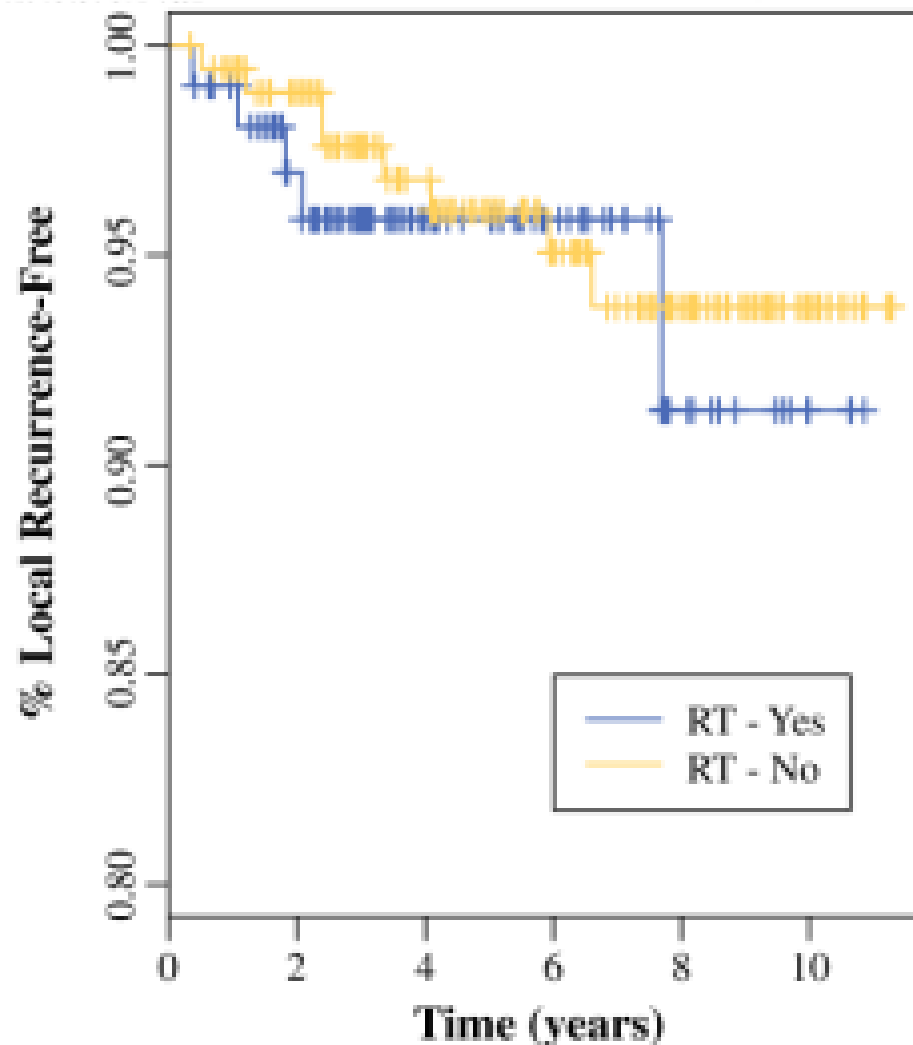 1.00
0.95
0.90
0.85
0.80
% Local Recurrence-Free
RT - Yes
RT - No
0 2 4 6 8 10
Time (years)